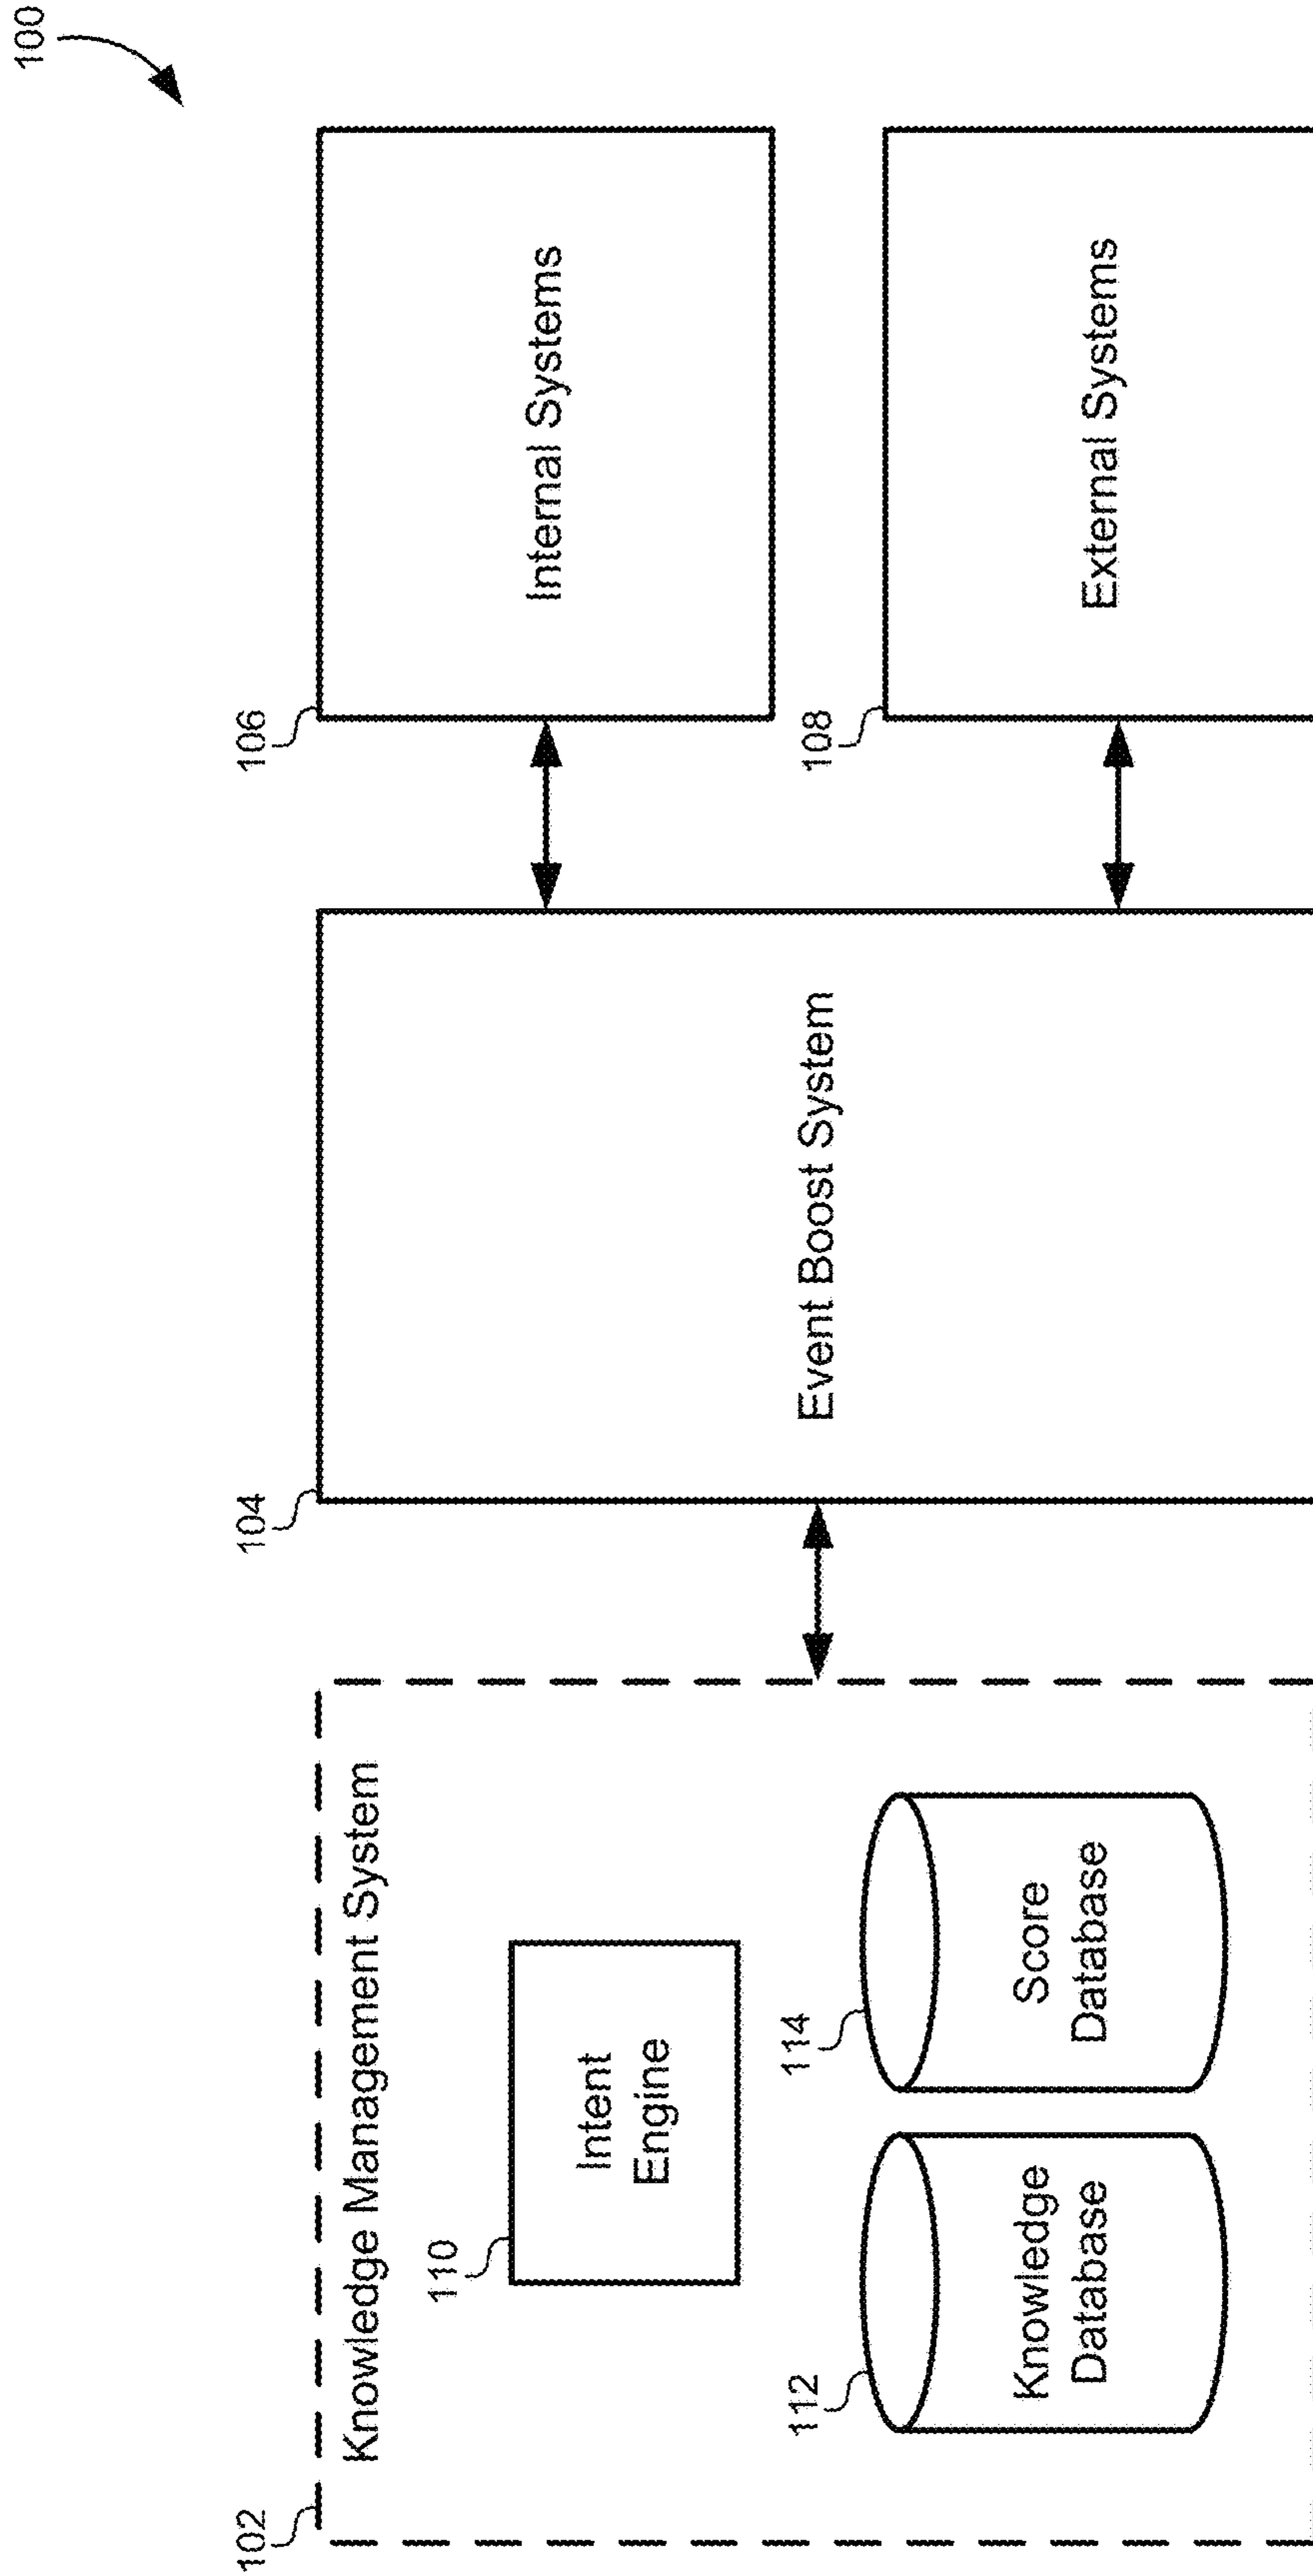 100
102
Knowledge Management System
110
Intent
Engine
112
Knowledge
Database
114
Score
Database
104
Event Boost System
106
Internal Systems
108
External Systems